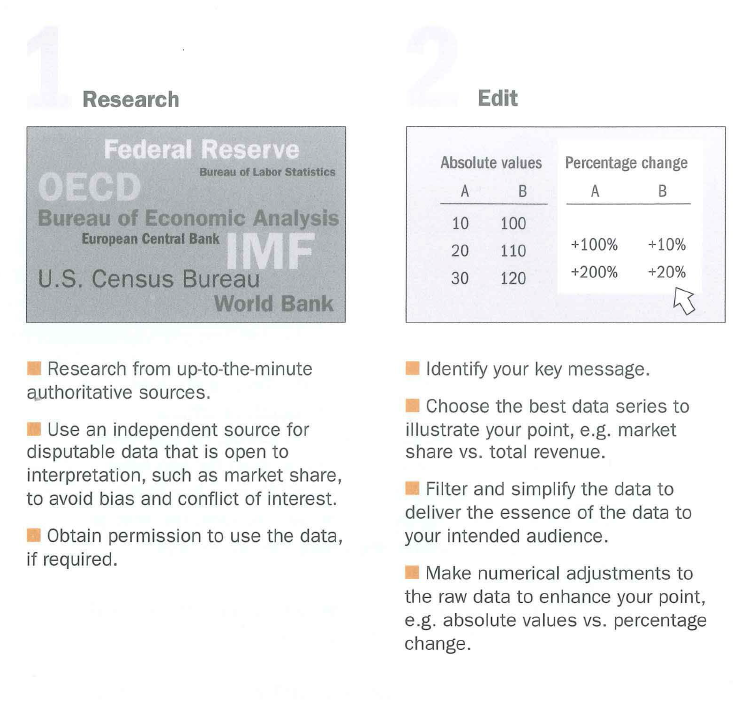 1
Research
Federal Reserve
Bureau of Labor Statistics
OECD
Bureau of Economic Analysis
European Central Bank
IMF
U.S. Census Bureau
World Bank
■ Research from up-to-the-minute
authoritative sources.
■ Use an independent source for
disputable data that is open to
interpretation, such as market share,
to avoid bias and conflict of interest.
■ Obtain permission to use the data,
if required.
2
Edit
Absolute values Percentage change
A B A B
10 100
20 110 +100% +10%
30 120 +200% +20%
■ Identify your key message.
■ Choose the best data series to
illustrate your point, e.g. market
share vs. total revenue.
■ Filter and simplify the data to
deliver the essence of the data to
your intended audience.
■ Make numerical adjustments to
the raw data to enhance your point,
e.g. absolute values vs. percentage
change.